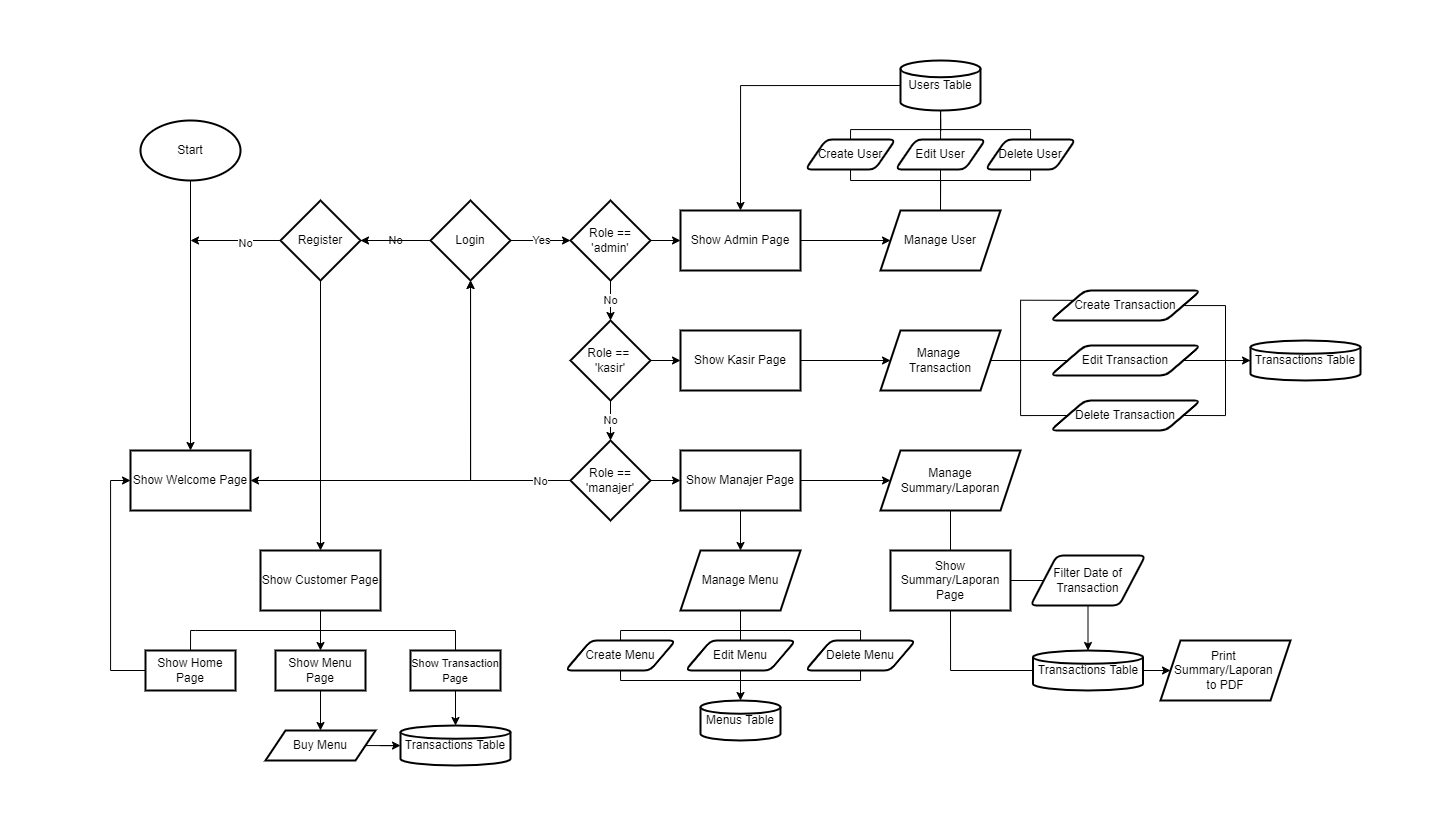 Users Table
Create User
Edit User
Delete User
Start
No
Register
No
Login
Yes
Role ==
'admin'
Show Admin Page
Manage User
No
Create Transaction
Role ==
'kasir'
Show Kasir Page
Manage
Transaction
Edit Transaction
Transactions Table
Delete Transaction
No
Show Welcome Page
No
Role ==
'manajer'
Show Manajer Page
Manage
Summary/Laporan
Show Customer Page
Manage Menu
Show
Summary/Laporan
Page
Filter Date of
Transaction
Show Home
Page
Show Menu
Page
Show Transaction
Page
Create Menu
Edit Menu
Delete Menu
Transactions Table
Print
Summary/Laporan
to PDF
Buy Menu
Transactions Table
Menus Table